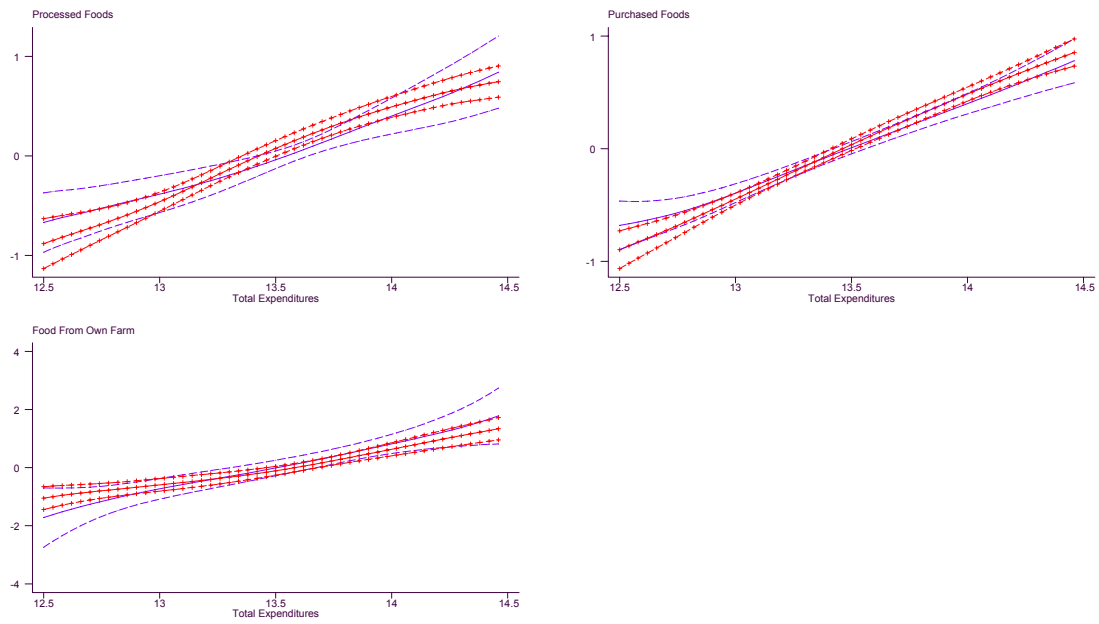 Processed Foods
1
0
-1
12.5 13 13.5 14 14.5
Total Expenditures
Purchased Foods
1
0
-1
12.5 13 13.5 14 14.5
Total Expenditures
Food From Own Farm
4
2
0
-2
-4
12.5 13 13.5 14 14.5
Total Expenditures